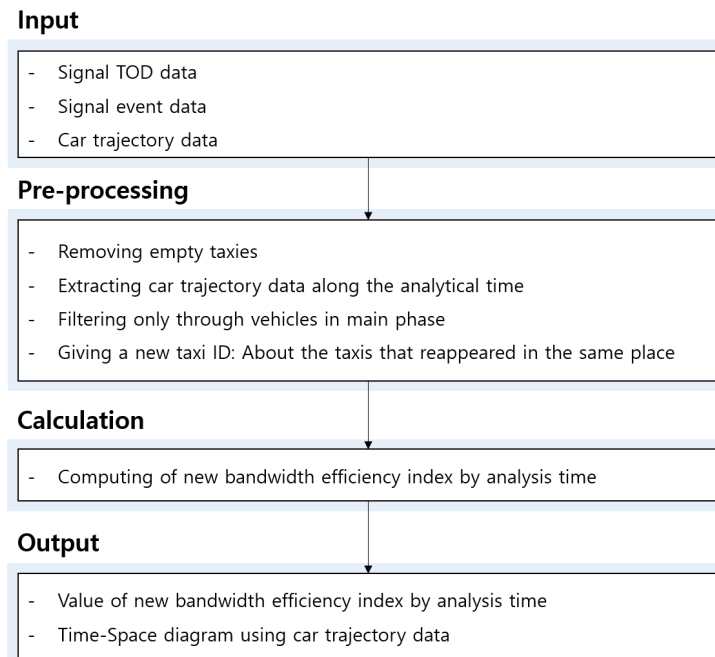 Input
- Signal TOD data
- Signal event data
- Car trajectory data
Pre-processing
- Removing empty taxies
- Extracting car trajectory data along the analytical time
- Filtering only through vehicles in main phase
- Giving a new taxi ID: About the taxis that reappeared in the same place
Calculation
- Computing of new bandwidth efficiency index by analysis time
Output
- Value of new bandwidth efficiency index by analysis time
- Time-Space diagram using car trajectory data